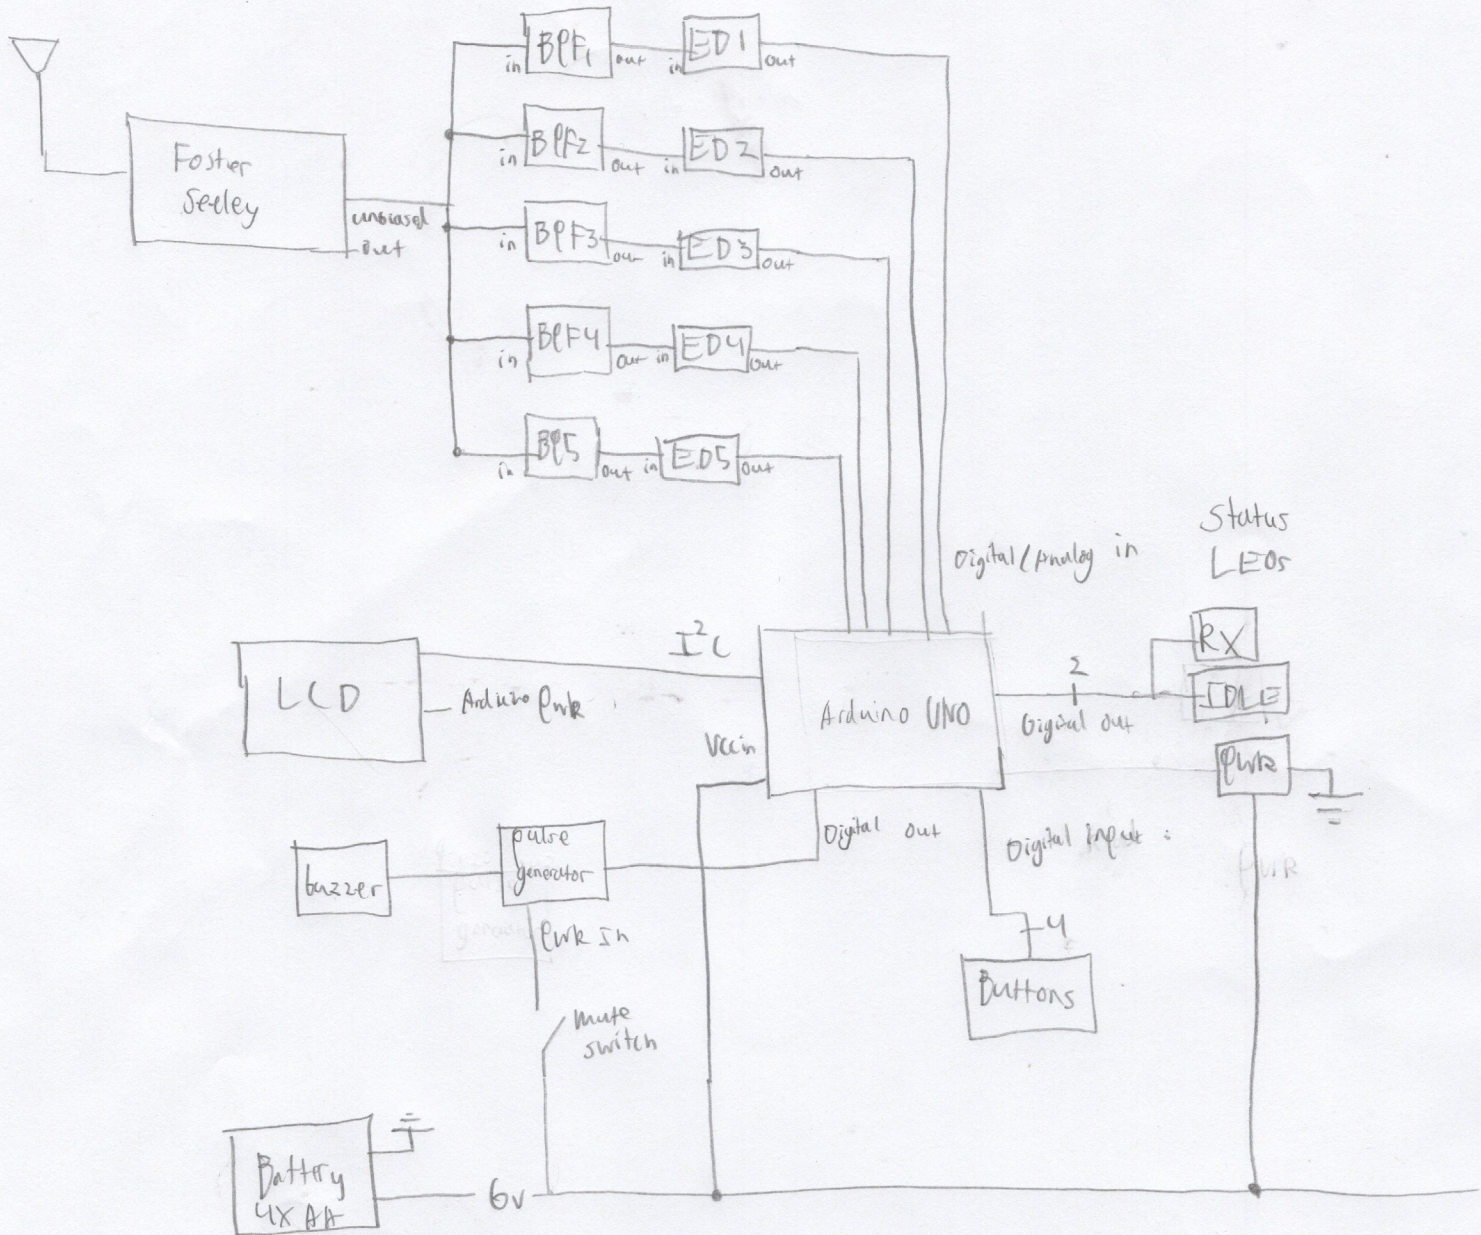 in
BPF1
out
in
ED1
out
in
BPF2
out
in
ED2
out
Foster
Seeley
unbiased
out
in
BPF3
out
in
ED3
out
in
BPF4
out
in
ED4
out
in
BP5
out
in
ED5
out
Digital/Analog in
Status
LEDs
LCD
I²C
Arduino Pwr
Vcc in
Arduino UNO
2
Digital out
RX
IDLE
PWR
buzzer
pulse
generator
Digital out
Digital input :
PWR
Pwr In
4
Buttons
mute
switch
Battery
4X AA
6v